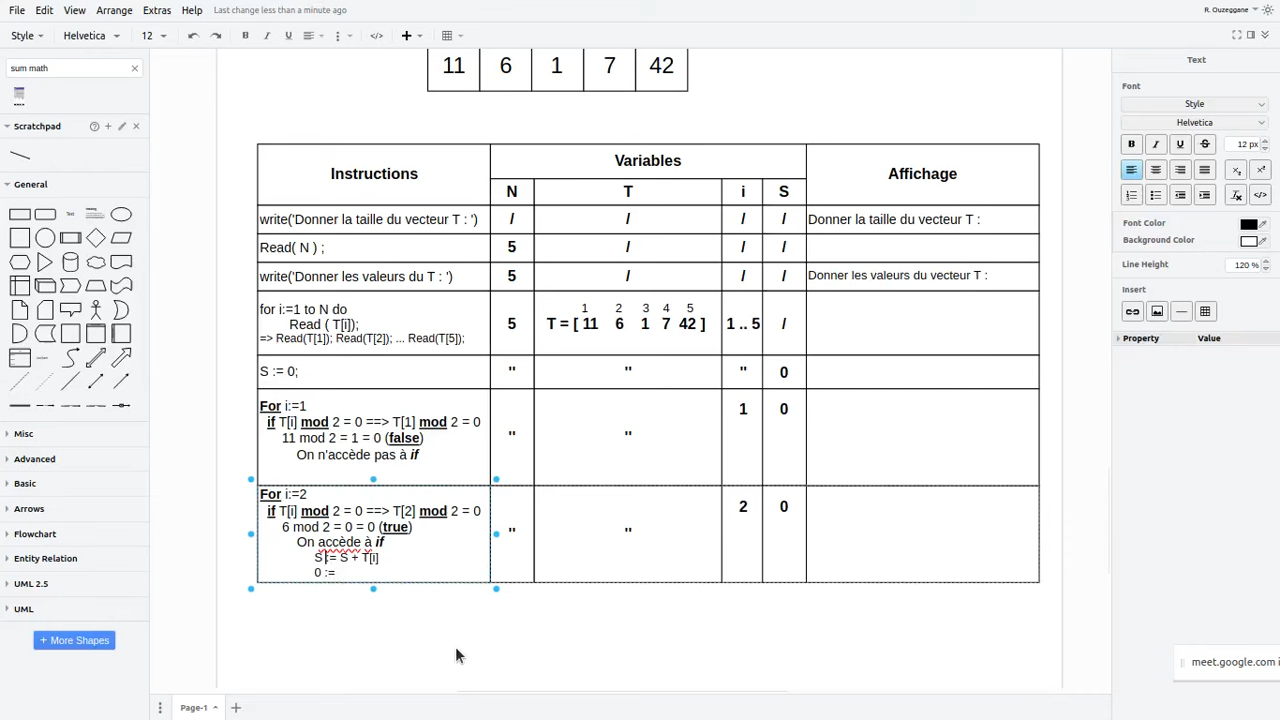 File Edit View Arrange Extras Help Last change less than a minute ago R. Ouzeggane
Style Helvetica 12
sum math
Scratchpad
General
Text
Misc
Advanced
Basic
Arrows
Flowchart
Entity Relation
UML 2.5
UML
+ More Shapes
11 6 1 7 42
Instructions Variables Affichage
N T i S
write('Donner la taille du vecteur T : ') / / / / Donner la taille du vecteur T :
Read( N ) ; 5 / / /
write('Donner les valeurs du T : ') 5 / / / Donner les valeurs du vecteur T :
for i:=1 to N do
Read ( T[i]);
=> Read(T[1]); Read(T[2]); ... Read(T[5]);
5
1 2 3 4 5
T = [ 11 6 1 7 42 ]
1 .. 5 /
S := 0; " " " 0
For i:=1
if T[i] mod 2 = 0 ==> T[1] mod 2 = 0
11 mod 2 = 1 = 0 (false)
On n'accède pas à if
" " 1 0
For i:=2
if T[i] mod 2 = 0 ==> T[2] mod 2 = 0
6 mod 2 = 0 = 0 (true)
On accède à if
S := S + T[i]
0 :=
" " 2 0
Page-1
Text
Font
Style
Helvetica
B I U S 12 px
Font Color
Background Color
Line Height 120 %
Insert
Property Value
meet.google.com i